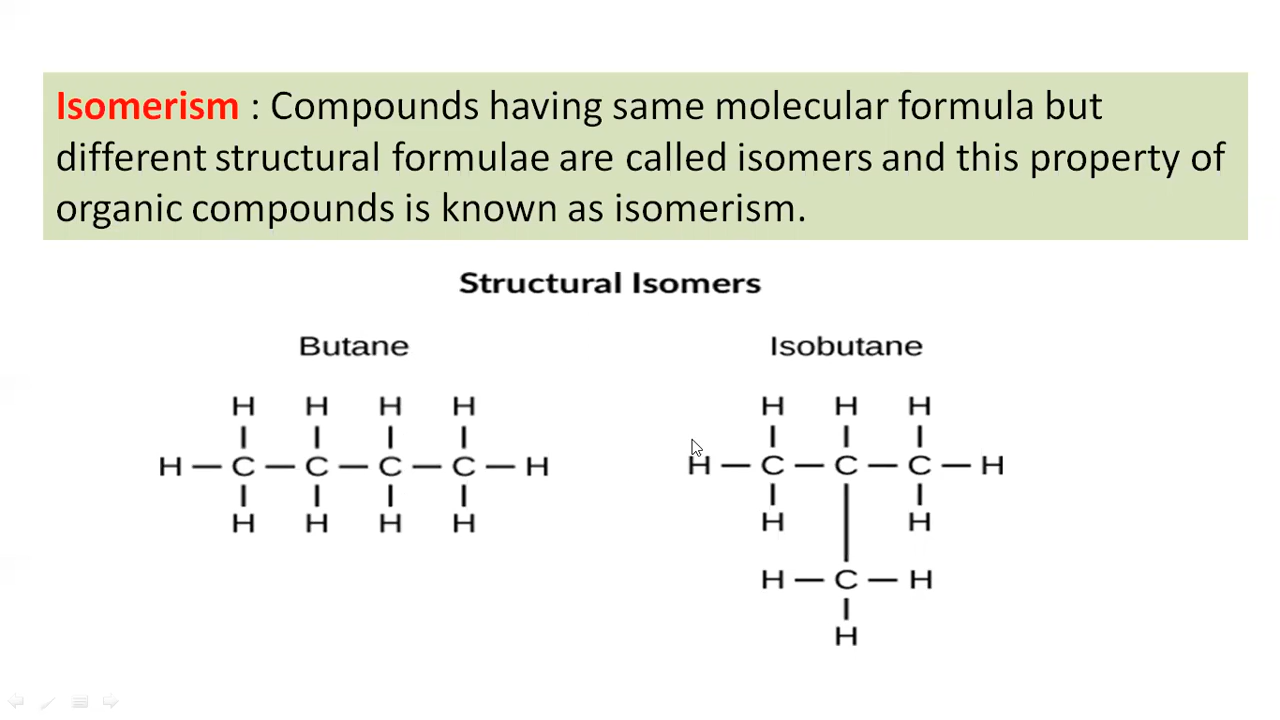 Isomerism : Compounds having same molecular formula but
different structural formulae are called isomers and this property of
organic compounds is known as isomerism.
Structural Isomers
Butane Isobutane
H H H H H H H
H — C — C — C — C — H H — C — C — C — H
H H H H H H
H — C — H
H